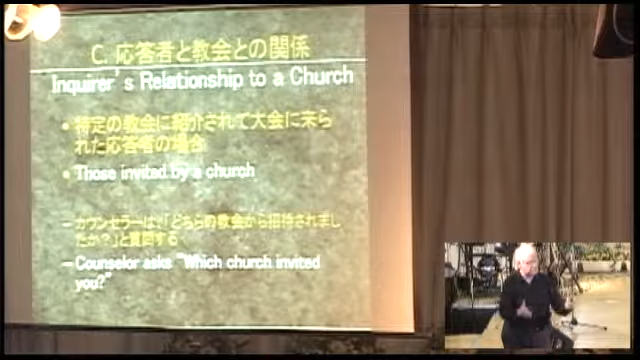 C. 応答者と教会との関係
Inquirer's Relationship to a Church
• 特定の教会に紹介されて大会に来ら
れた応答者の場合
• Those invited by a church
– カウンセラーは、「どちらの教会から招待されまし
たか？」と質問する
– Counselor asks "Which church invited
you?"